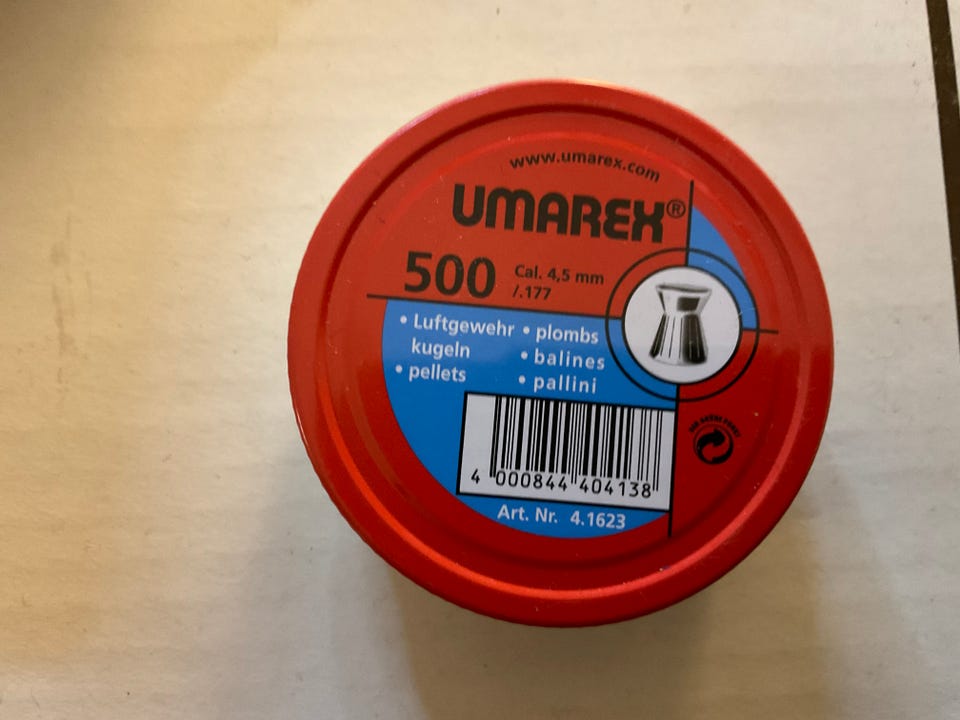 www.umarex.com
UMAREX®
500 Cal. 4,5 mm
/.177
• Luftgewehr
kugeln
• pellets
• plombs
• balines
• pallini
4 000844 404138
Art. Nr. 4.1623